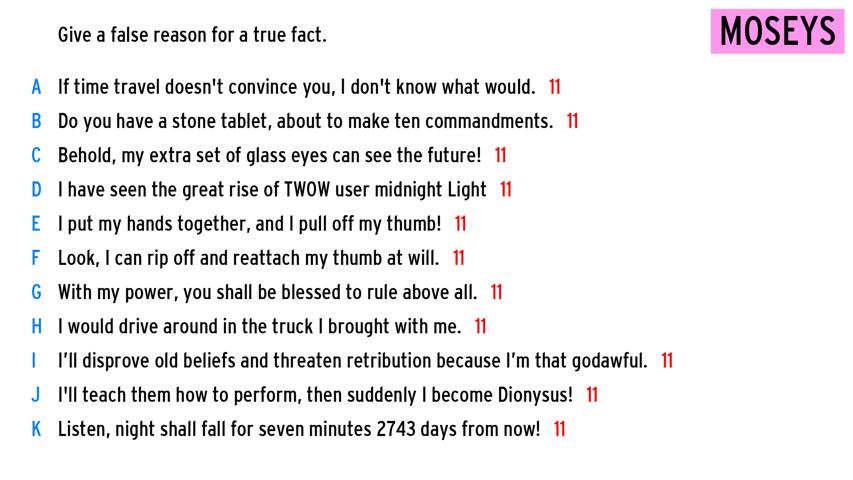 Give a false reason for a true fact.
MOSEYS
A If time travel doesn't convince you, I don't know what would. 11
B Do you have a stone tablet, about to make ten commandments. 11
C Behold, my extra set of glass eyes can see the future! 11
D I have seen the great rise of TWOW user midnight Light 11
E I put my hands together, and I pull off my thumb! 11
F Look, I can rip off and reattach my thumb at will. 11
G With my power, you shall be blessed to rule above all. 11
H I would drive around in the truck I brought with me. 11
I I’ll disprove old beliefs and threaten retribution because I’m that godawful. 11
J I'll teach them how to perform, then suddenly I become Dionysus! 11
K Listen, night shall fall for seven minutes 2743 days from now! 11